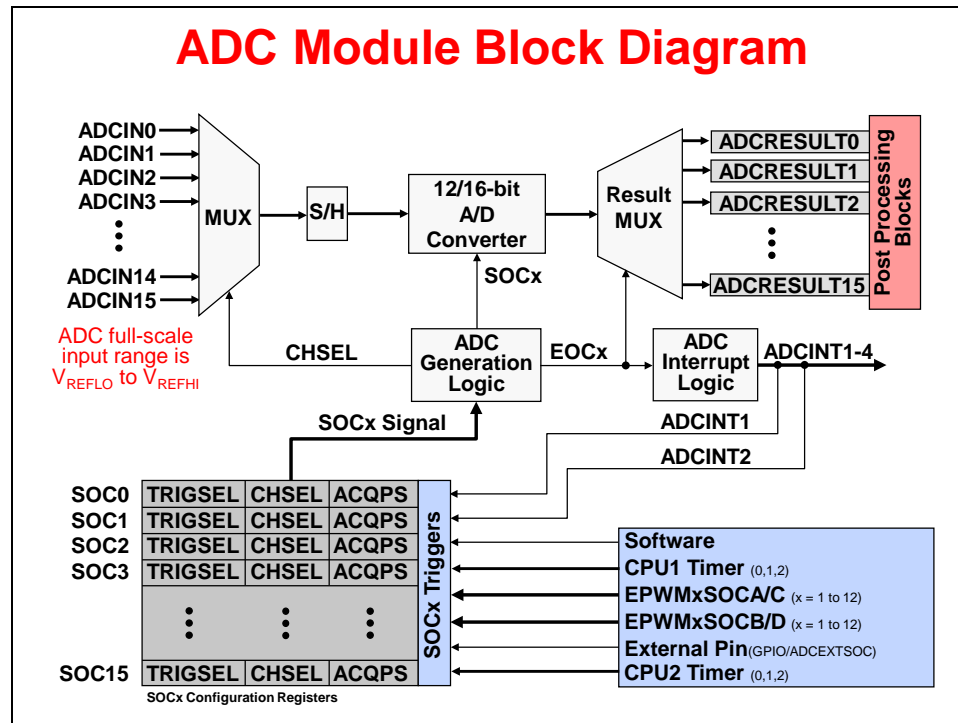 ADC Module Block Diagram
ADCIN0
ADCIN1
ADCIN2
ADCIN3
ADCIN14
ADCIN15
MUX
S/H
12/16-bit
A/D
Converter
Result
MUX
ADCRESULT0
ADCRESULT1
ADCRESULT2
ADCRESULT15
Post Processing
Blocks
SOCx
ADC full-scale
input range is
VREFLO to VREFHI
CHSEL
ADC
Generation
Logic
EOCx
ADC
Interrupt
Logic
ADCINT1-4
SOCx Signal
ADCINT1
ADCINT2
SOC0 TRIGSEL CHSEL ACQPS
SOC1 TRIGSEL CHSEL ACQPS
SOC2 TRIGSEL CHSEL ACQPS
SOC3 TRIGSEL CHSEL ACQPS
SOC15 TRIGSEL CHSEL ACQPS
SOCx Triggers
Software
CPU1 Timer (0,1,2)
EPWMxSOCA/C (x = 1 to 12)
EPWMxSOCB/D (x = 1 to 12)
External Pin(GPIO/ADCEXTSOC)
CPU2 Timer (0,1,2)
SOCx Configuration Registers